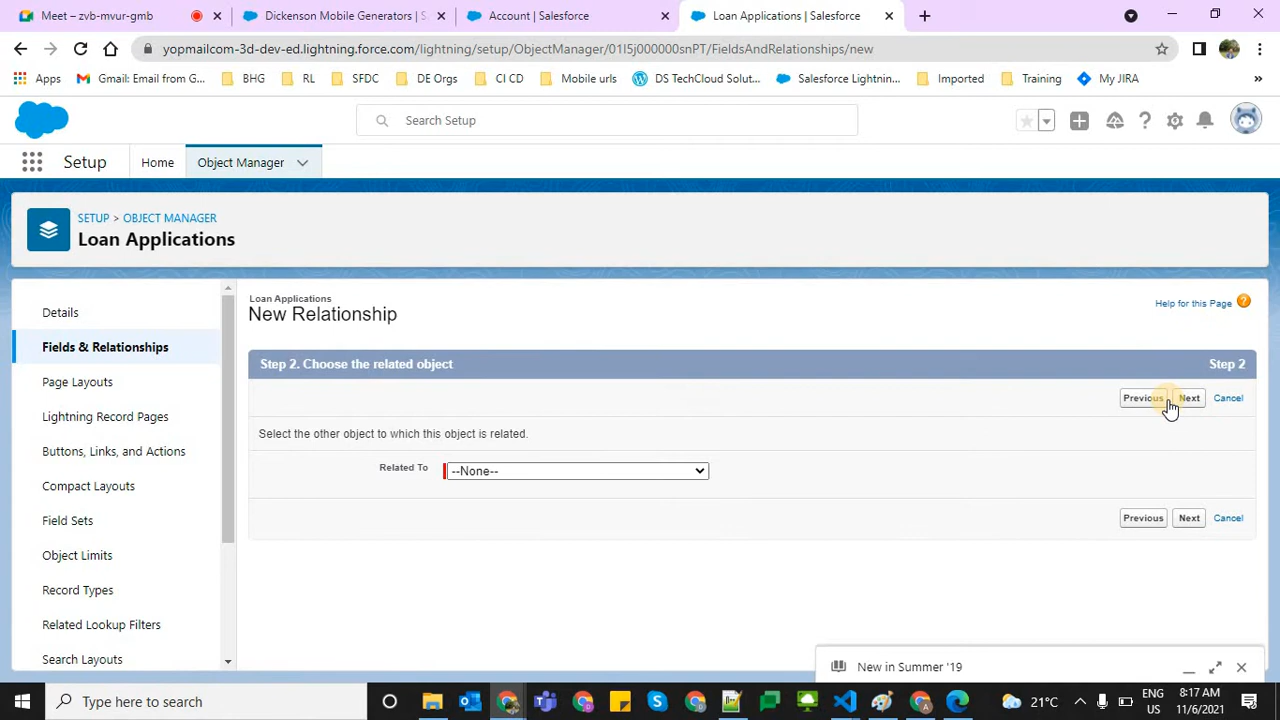 Meet – zvb-mvur-gmb
Dickenson Mobile Generators | S
Account | Salesforce
Loan Applications | Salesforce
yopmailcom-3d-dev-ed.lightning.force.com/lightning/setup/ObjectManager/01I5j000000snPT/FieldsAndRelationships/new
Apps
Gmail: Email from G...
BHG
RL
SFDC
DE Orgs
CI CD
Mobile urls
DS TechCloud Solut...
Salesforce Lightnin...
Imported
Training
My JIRA
»
Search Setup
Setup
Home
Object Manager
SETUP > OBJECT MANAGER
Loan Applications
Details
Fields & Relationships
Page Layouts
Lightning Record Pages
Buttons, Links, and Actions
Compact Layouts
Field Sets
Object Limits
Record Types
Related Lookup Filters
Search Layouts
Loan Applications
New Relationship
Help for this Page
Step 2. Choose the related object
Step 2
Previous Next Cancel
Select the other object to which this object is related.
Related To
--None--
Previous Next Cancel
New in Summer '19
Type here to search
21°C
ENG
US
8:17 AM
11/6/2021